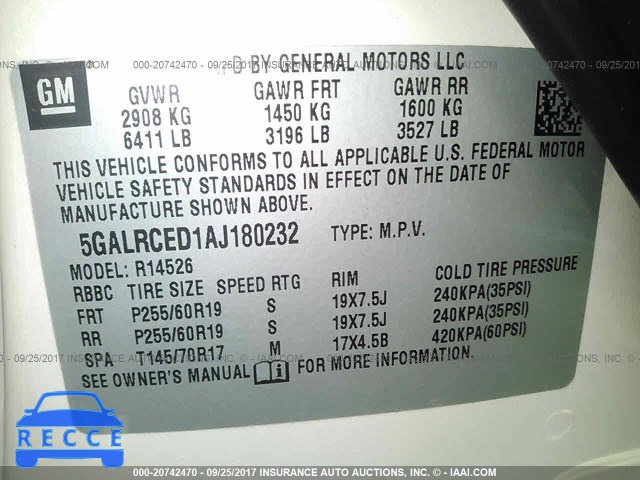 000-20742470 - 09/25/2017 INSURANCE AUTO AUCTIONS, INC. - © IAAI.COM
D BY GENERAL MOTORS LLC
GM
GVWR GAWR FRT GAWR RR
2908 KG 1450 KG 1600 KG
6411 LB 3196 LB 3527 LB
THIS VEHICLE CONFORMS TO ALL APPLICABLE U.S. FEDERAL MOTOR
VEHICLE SAFETY STANDARDS IN EFFECT ON THE DATE OF
MANUFACTURE SHOWN ABOVE.
5GALRCED1AJ180232 TYPE: M.P.V.
MODEL: R14526
RBBC TIRE SIZE SPEED RTG RIM COLD TIRE PRESSURE
FRT P255/60R19 S 19X7.5J 240KPA(35PSI)
RR P255/60R19 S 19X7.5J 240KPA(35PSI)
SPA T145/70R17 M 17X4.5B 420KPA(60PSI)
SEE OWNER'S MANUAL FOR MORE INFORMATION.
RECCE
000-20742470 - 09/25/2017 INSURANCE AUTO AUCTIONS, INC. - © IAAI.COM